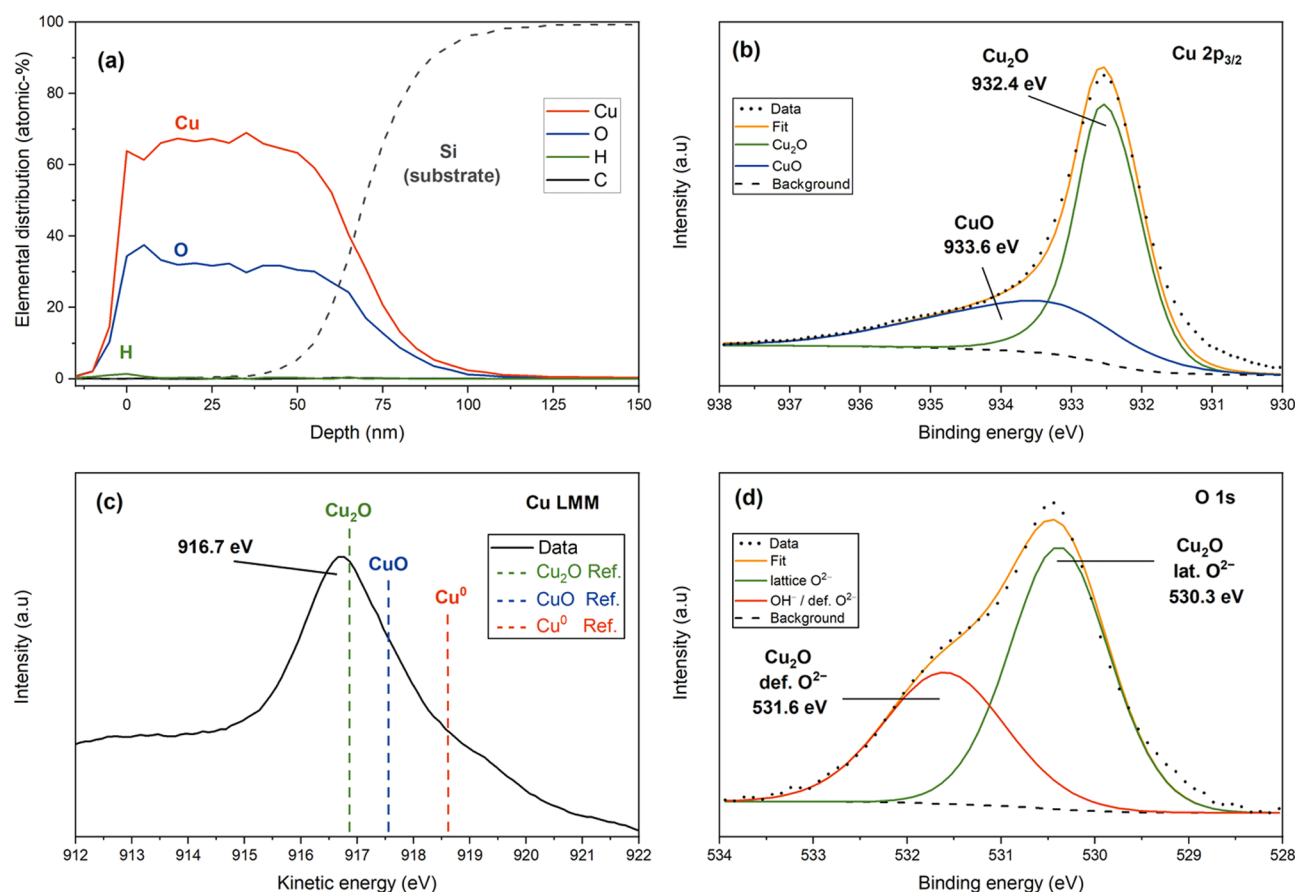 (a)
Elemental distribution (atomic-%)
100
80
60
40
20
0
Cu
O
H
Si
(substrate)
Cu
O
H
C
0 25 50 75 100 125 150
Depth (nm)
(b)
Cu 2p₃/₂
Intensity (a.u)
Data
Fit
Cu₂O
CuO
Background
Cu₂O
932.4 eV
CuO
933.6 eV
938 937 936 935 934 933 932 931 930
Binding energy (eV)
(c)
Cu LMM
Intensity (a.u)
916.7 eV
Cu₂O
CuO
Cu⁰
Data
Cu₂O Ref.
CuO Ref.
Cu⁰ Ref.
912 913 914 915 916 917 918 919 920 921 922
Kinetic energy (eV)
(d)
O 1s
Intensity (a.u)
Data
Fit
lattice O²⁻
OH⁻ / def. O²⁻
Background
Cu₂O
lat. O²⁻
530.3 eV
Cu₂O
def. O²⁻
531.6 eV
534 533 532 531 530 529 528
Binding energy (eV)